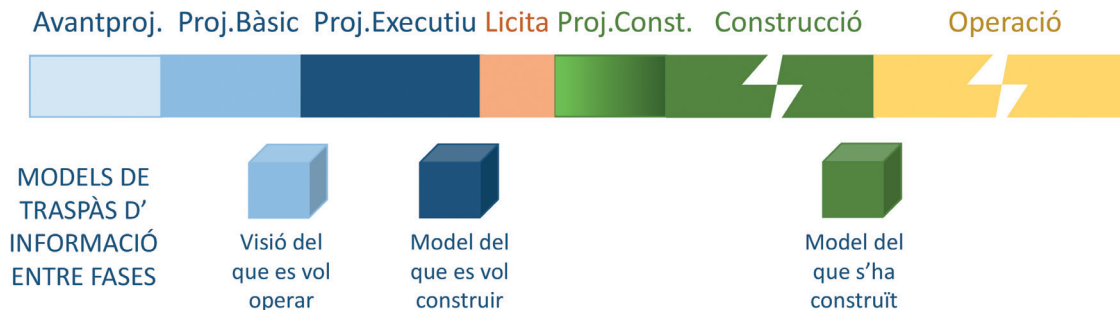 Avantproj. Proj.Bàsic Proj.Executiu Licita Proj.Const. Construcció Operació
MODELS DE
TRASPÀS D’
INFORMACIÓ
ENTRE FASES
Visió del
que es vol
operar
Model del
que es vol
construir
Model del
que s’ha
construït